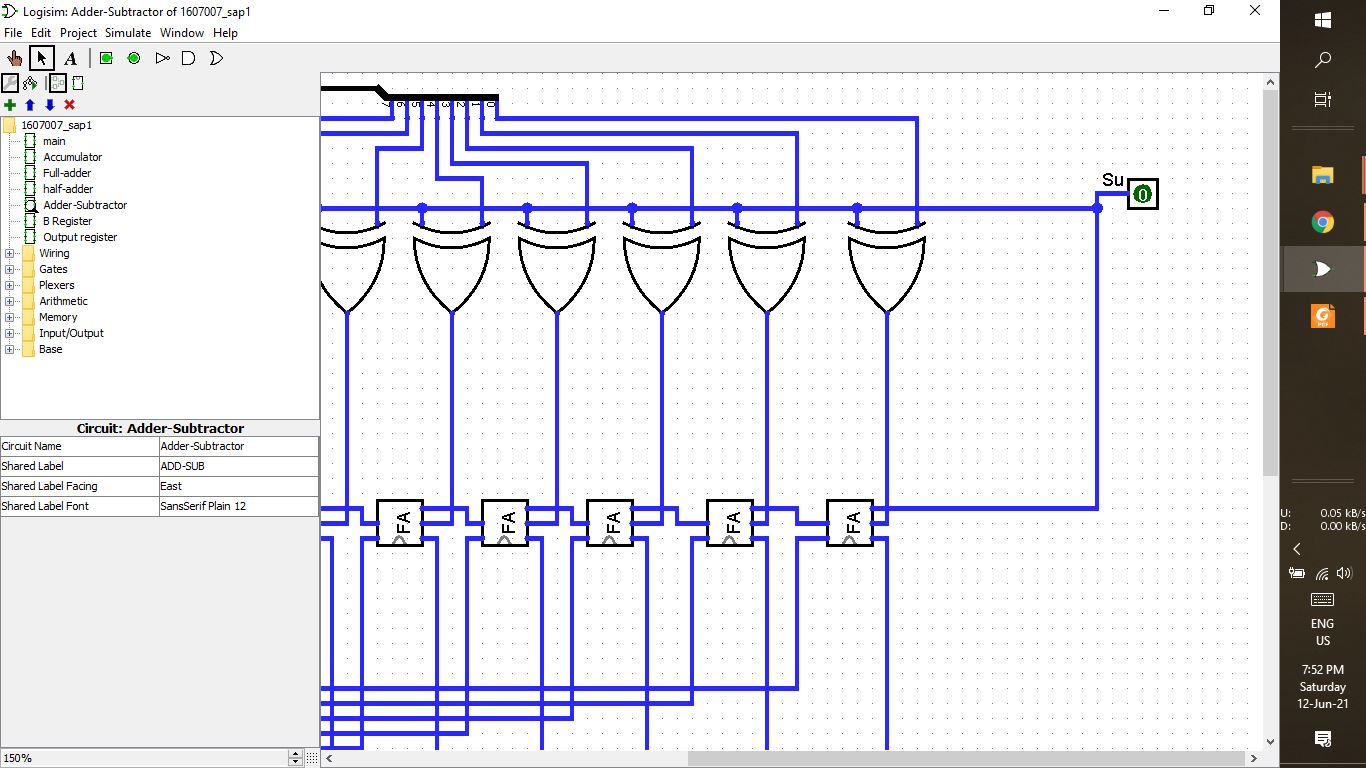 Logisim: Adder-Subtractor of 1607007_sap1
File Edit Project Simulate Window Help
A
1607007_sap1
main
Accumulator
Full-adder
half-adder
Adder-Subtractor
B Register
Output register
Wiring
Gates
Plexers
Arithmetic
Memory
Input/Output
Base
Circuit: Adder-Subtractor
Circuit Name Adder-Subtractor
Shared Label ADD-SUB
Shared Label Facing East
Shared Label Font SansSerif Plain 12
150%
7 6 5 4 3 2 1 0
Su 0
FA FA FA FA FA
PDF
U: 0.05 kB/s
D: 0.00 kB/s
ENG
US
7:52 PM
Saturday
12-Jun-21